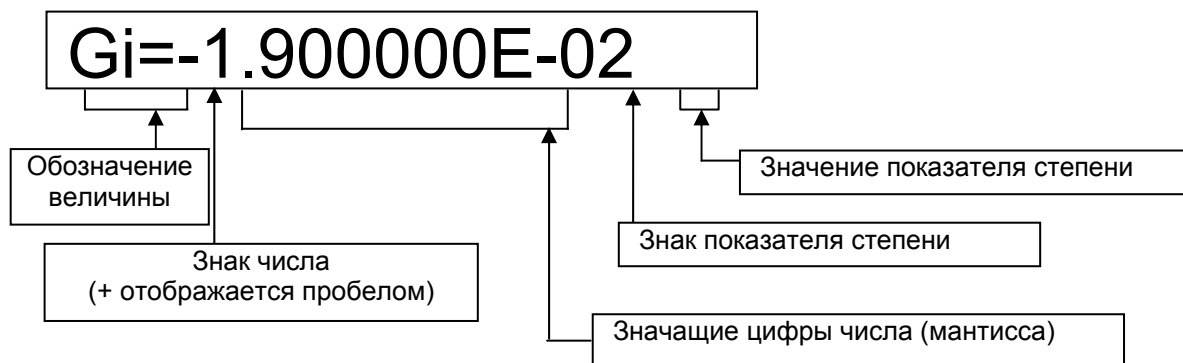 Gi=-1.900000E-02
Обозначение
величины
Значение показателя степени
Знак показателя степени
Знак числа
(+ отображается пробелом)
Значащие цифры числа (мантисса)